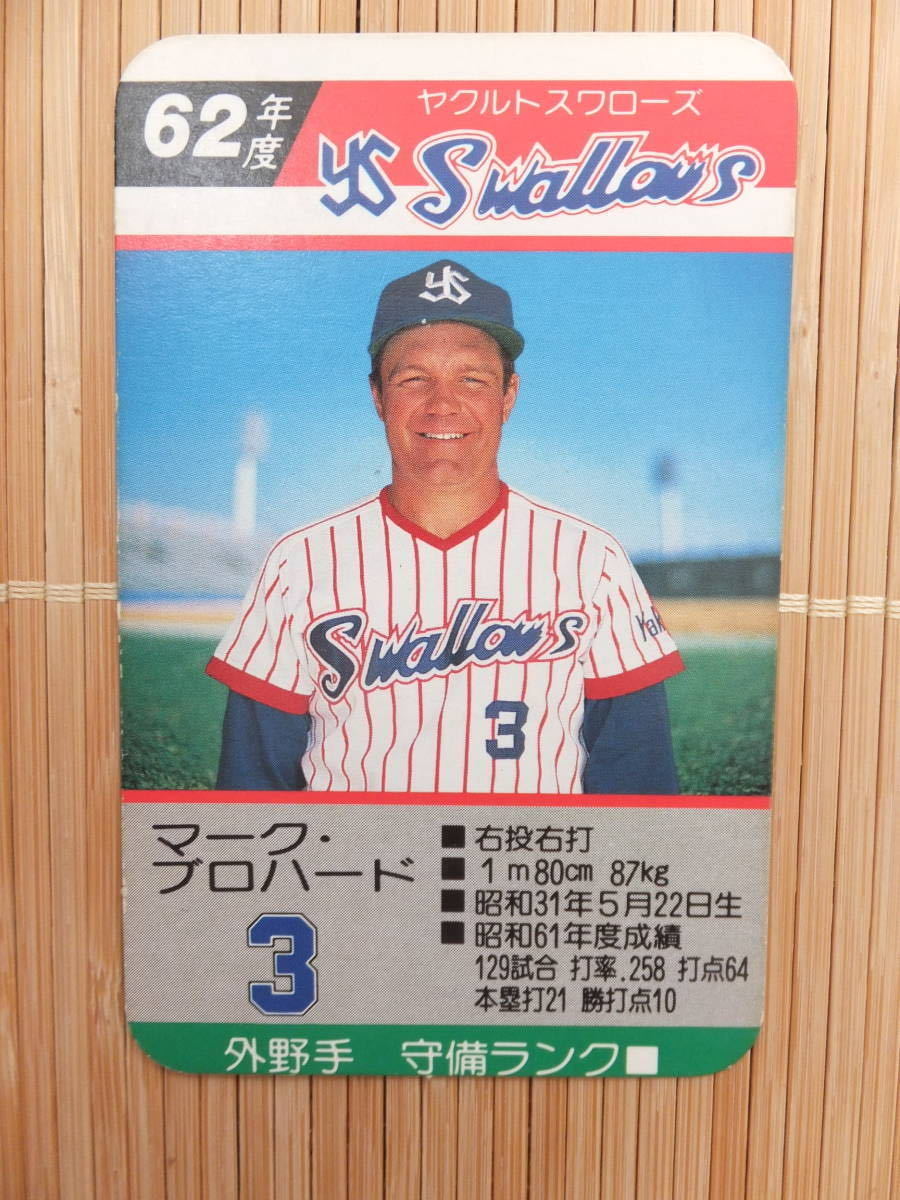 62年度
ヤクルトスワローズ
YS Swallows
YS
Swallows
Yak
3
マーク・
ブロハード
3
■ 右投右打
■ 1m80cm 87kg
■ 昭和31年5月22日生
■ 昭和61年度成績
129試合 打率.258 打点64
本塁打21 勝打点10
外野手 守備ランク■